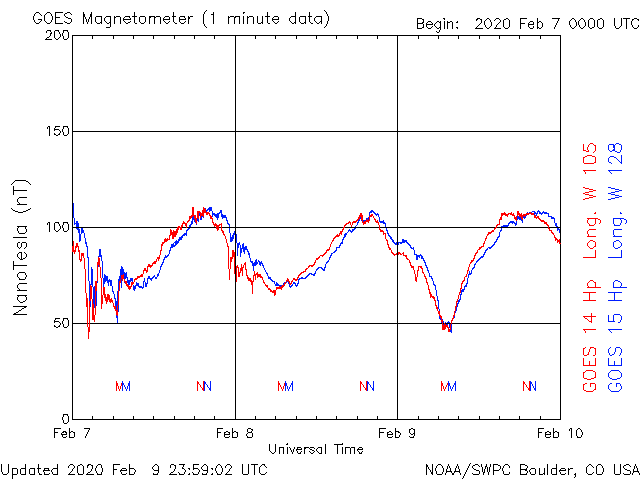 GOES Magnetometer (1 minute data)
Begin: 2020 Feb 7 0000 UTC
200
150
100
50
0
NanoTesla (nT)
GOES 14 Hp Long. W 105
GOES 15 Hp Long. W 128
M M N N M M N N M M N N
Feb 7 Feb 8 Feb 9 Feb 10
Universal Time
Updated 2020 Feb 9 23:59:02 UTC
NOAA/SWPC Boulder, CO USA